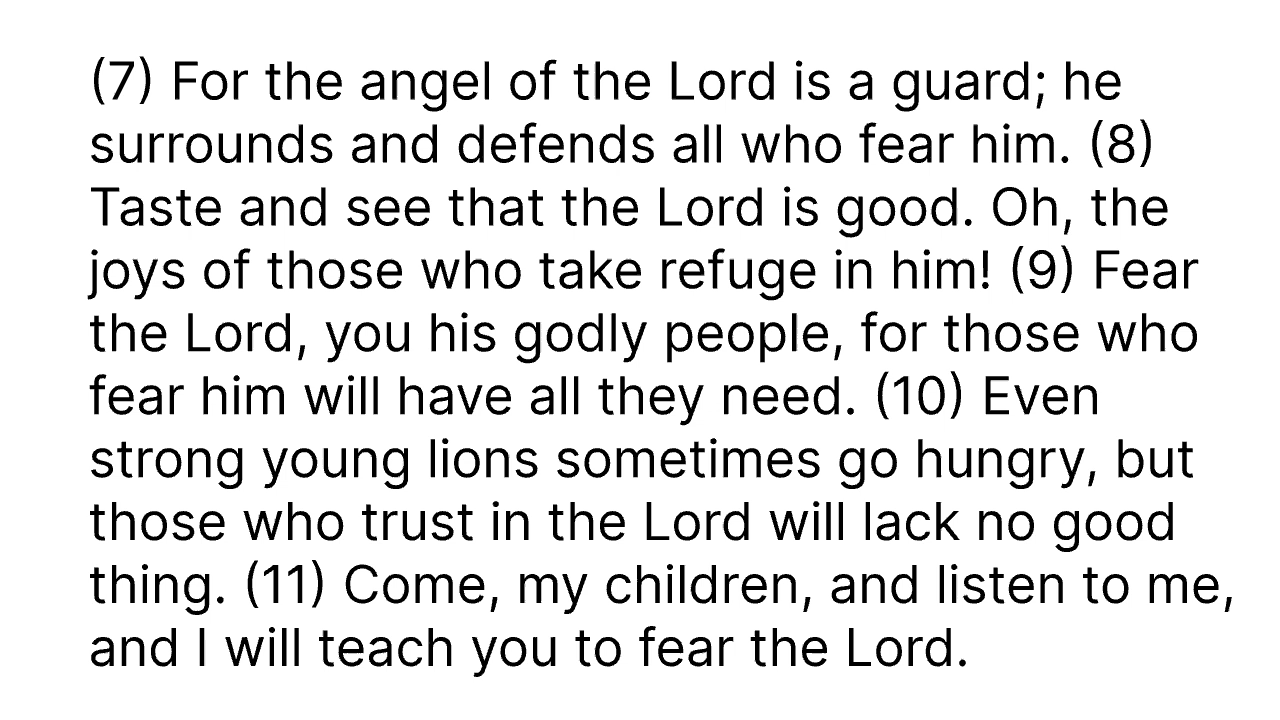 (7) For the angel of the Lord is a guard; he
surrounds and defends all who fear him. (8)
Taste and see that the Lord is good. Oh, the
joys of those who take refuge in him! (9) Fear
the Lord, you his godly people, for those who
fear him will have all they need. (10) Even
strong young lions sometimes go hungry, but
those who trust in the Lord will lack no good
thing. (11) Come, my children, and listen to me,
and I will teach you to fear the Lord.